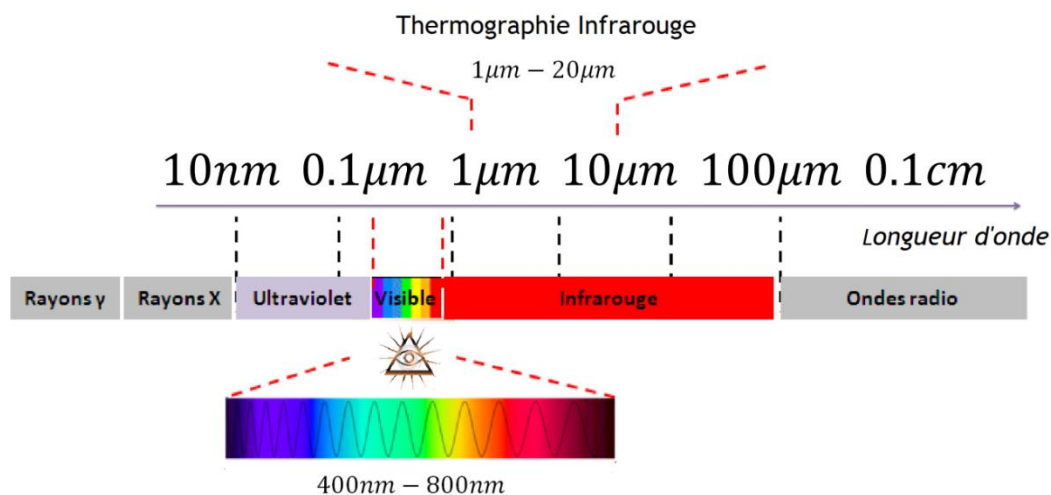 Thermographie Infrarouge
1μm − 20μm
10nm 0.1μm 1μm 10μm 100μm 0.1cm
Longueur d'onde
Rayons γ Rayons X Ultraviolet Visible Infrarouge Ondes radio
400nm − 800nm